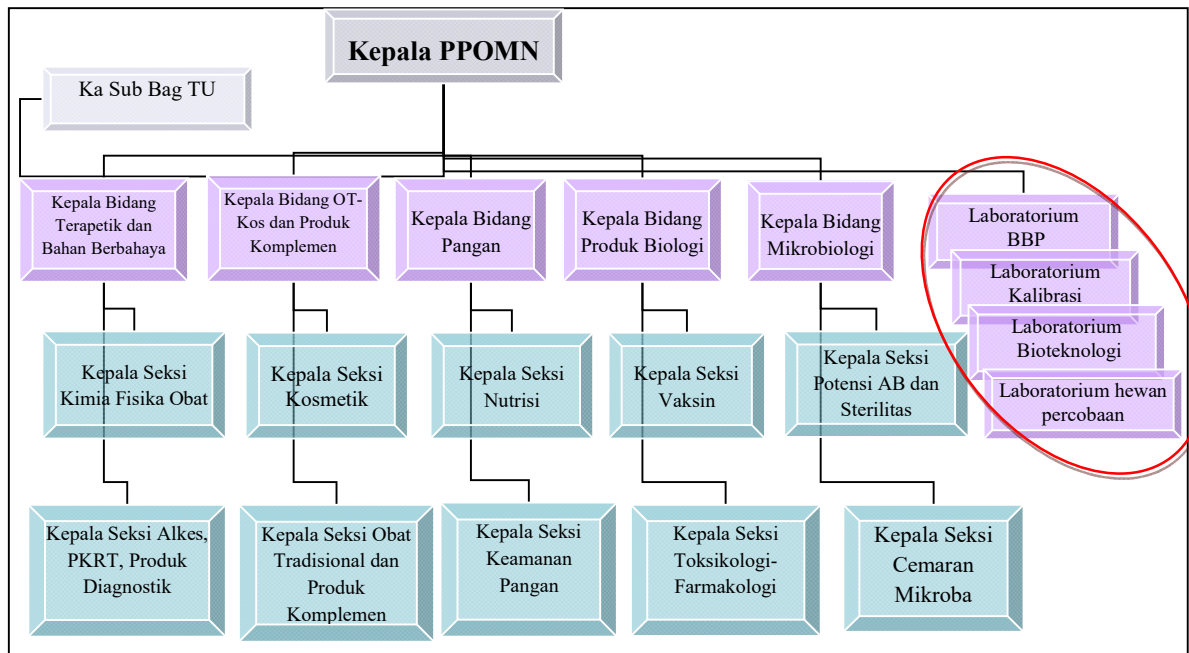 Kepala PPOMN
Ka Sub Bag TU
Kepala Bidang
Terapetik dan
Bahan Berbahaya
Kepala Bidang OT-
Kos dan Produk
Komplemen
Kepala Bidang
Pangan
Kepala Bidang
Produk Biologi
Kepala Bidang
Mikrobiologi
Laboratorium
BBP
Laboratorium
Kalibrasi
Laboratorium
Bioteknologi
Laboratorium hewan
percobaan
Kepala Seksi
Kimia Fisika Obat
Kepala Seksi
Kosmetik
Kepala Seksi
Nutrisi
Kepala Seksi
Vaksin
Kepala Seksi
Potensi AB dan
Sterilitas
Kepala Seksi Alkes,
PKRT, Produk
Diagnostik
Kepala Seksi Obat
Tradisional dan
Produk
Komplemen
Kepala Seksi
Keamanan
Pangan
Kepala Seksi
Toksikologi-
Farmakologi
Kepala Seksi
Cemaran
Mikroba